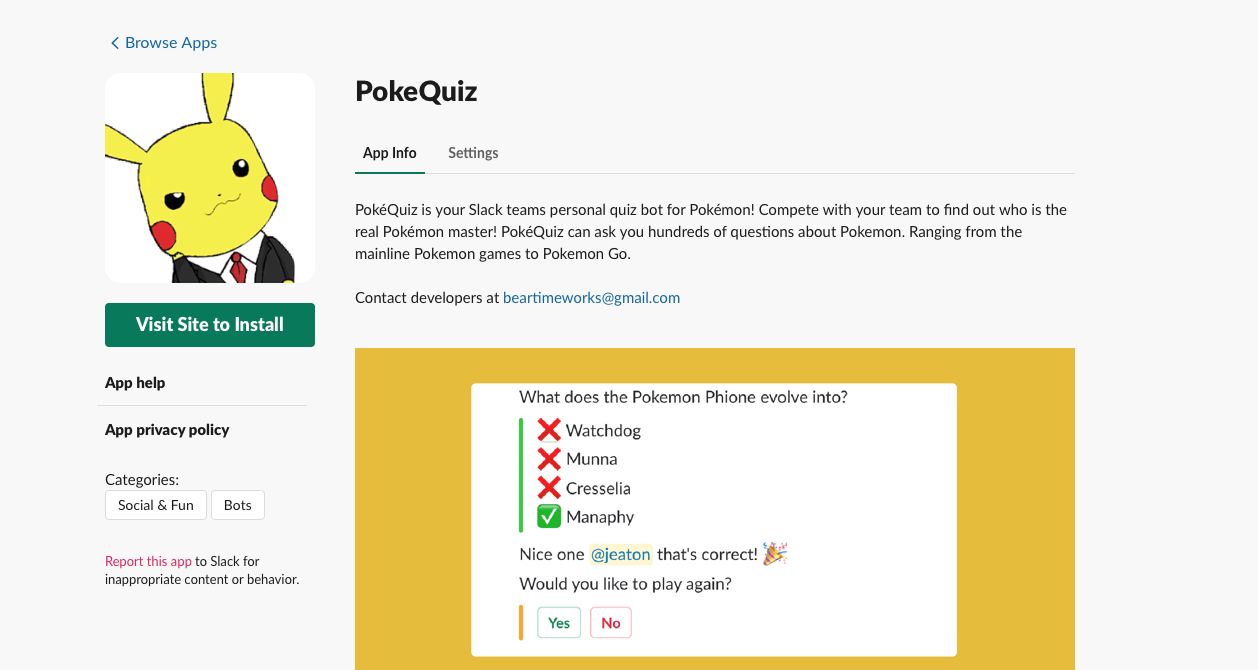 Browse Apps
PokeQuiz
App Info
Settings
PokéQuiz is your Slack teams personal quiz bot for Pokémon! Compete with your team to find out who is the
real Pokémon master! PokéQuiz can ask you hundreds of questions about Pokemon. Ranging from the
mainline Pokemon games to Pokemon Go.
Contact developers at beartimeworks@gmail.com
Visit Site to Install
App help
App privacy policy
Categories:
Social & Fun
Bots
Report this app to Slack for
inappropriate content or behavior.
What does the Pokemon Phione evolve into?
Watchdog
Munna
Cresselia
Manaphy
Nice one @jeaton that's correct!
Would you like to play again?
Yes
No